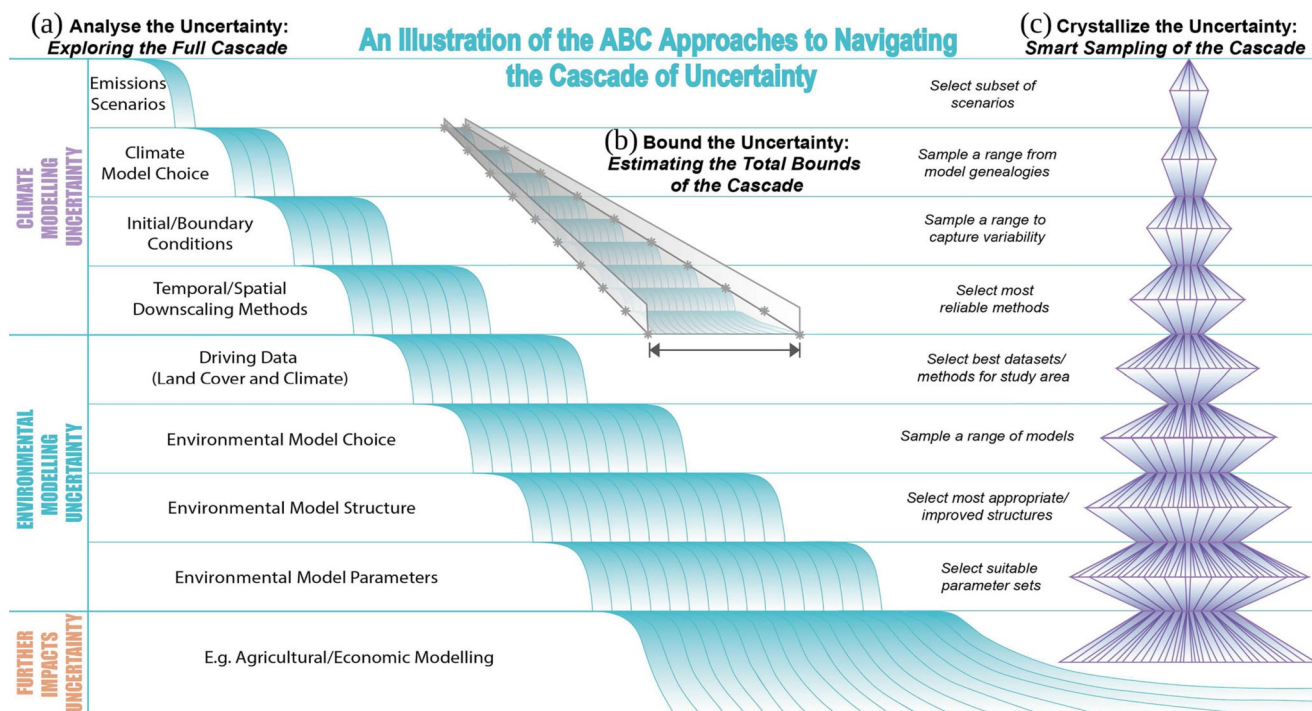 (a) Analyse the Uncertainty:
Exploring the Full Cascade
An Illustration of the ABC Approaches to Navigating
the Cascade of Uncertainty
(c) Crystallize the Uncertainty:
Smart Sampling of the Cascade
(b) Bound the Uncertainty:
Estimating the Total Bounds
of the Cascade
CLIMATE
MODELLING
UNCERTAINTY
Emissions
Scenarios
Select subset of
scenarios
Climate
Model Choice
Sample a range from
model genealogies
Initial/Boundary
Conditions
Sample a range to
capture variability
Temporal/Spatial
Downscaling Methods
Select most
reliable methods
ENVIRONMENTAL
MODELLING
UNCERTAINTY
Driving Data
(Land Cover and Climate)
Select best datasets/
methods for study area
Environmental Model Choice
Sample a range of models
Environmental Model Structure
Select most appropriate/
improved structures
Environmental Model Parameters
Select suitable
parameter sets
FURTHER
IMPACTS
UNCERTAINTY
E.g. Agricultural/Economic Modelling